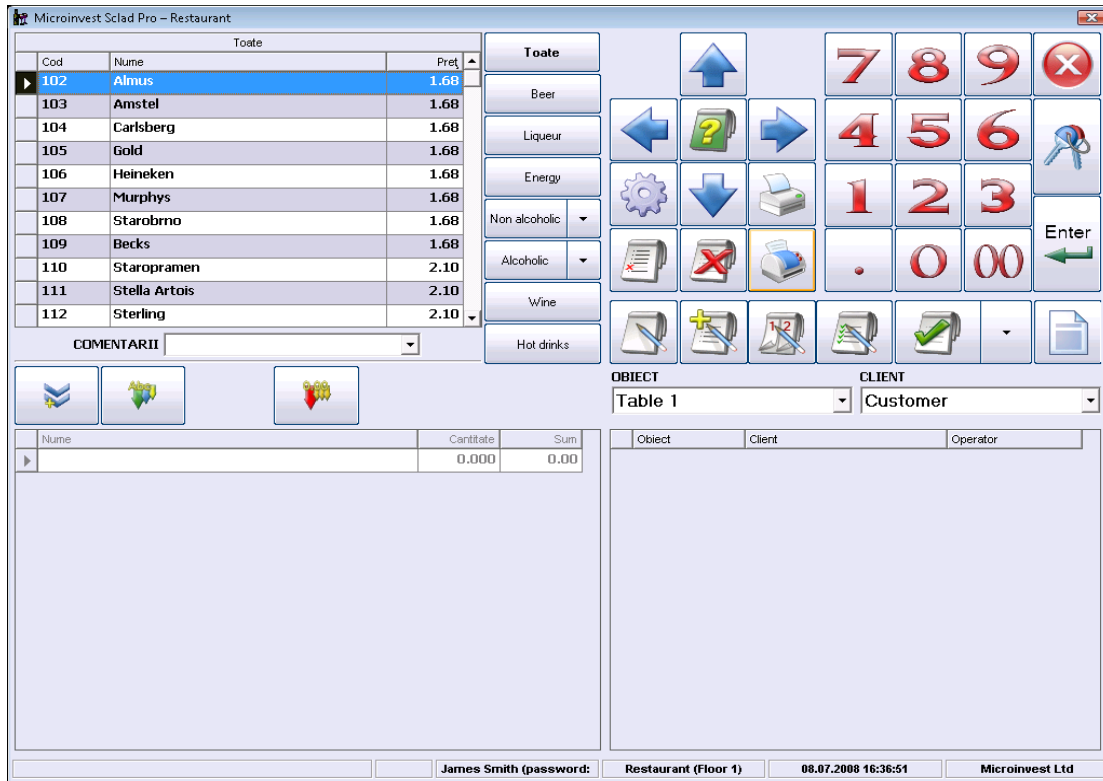 Microinvest Sclad Pro – Restaurant
Toate
Cod Nume Preţ
102 Almus 1.68
103 Amstel 1.68
104 Carlsberg 1.68
105 Gold 1.68
106 Heineken 1.68
107 Murphys 1.68
108 Starobrno 1.68
109 Becks 1.68
110 Staropramen 2.10
111 Stella Artois 2.10
112 Sterling 2.10
COMENTARII
Toate
Beer
Liqueur
Energy
Non alcoholic
Alcoholic
Wine
Hot drinks
7 8 9
4 5 6
1 2 3
. 0 00
Enter
1 2
OBIECT CLIENT
Table 1 Customer
Nume Cantitate Sum
0.000 0.00
Obiect Client Operator
James Smith (password: Restaurant (Floor 1) 08.07.2008 16:36:51 Microinvest Ltd